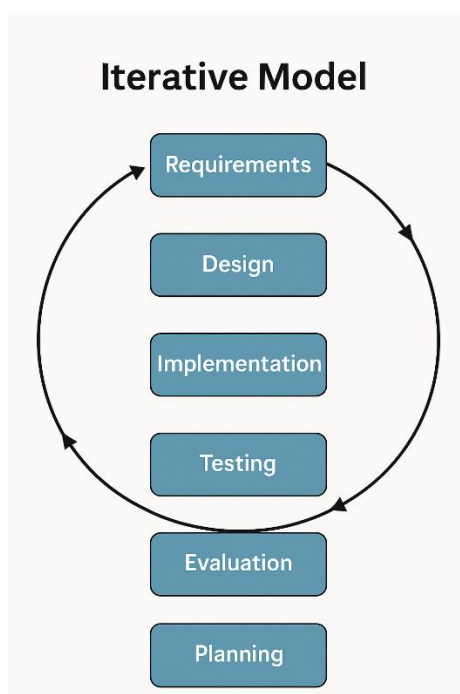 Iterative Model
Requirements
Design
Implementation
Testing
Evaluation
Planning